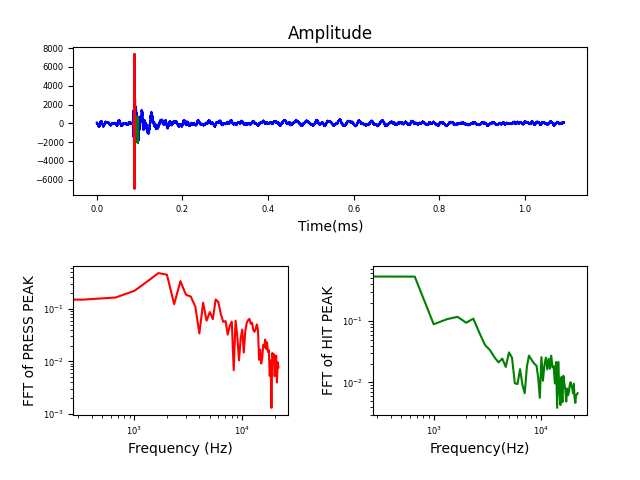 Amplitude
8000
6000
4000
2000
0
−2000
−4000
−6000
0.0 0.2 0.4 0.6 0.8 1.0
Time(ms)
FFT of PRESS PEAK
10⁻¹
10⁻²
10⁻³
10³ 10⁴
Frequency (Hz)
FFT of HIT PEAK
10⁻¹
10⁻²
10³ 10⁴
Frequency(Hz)